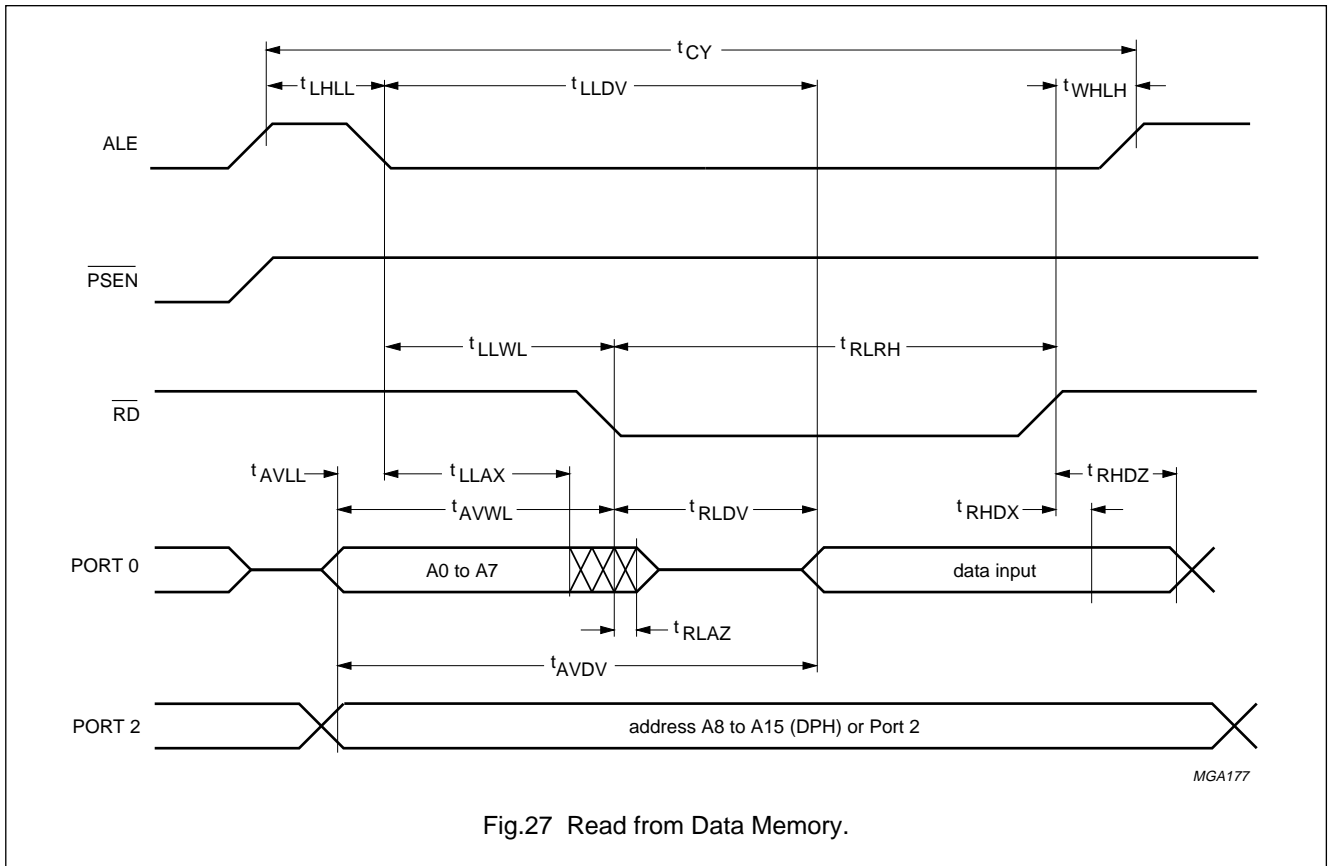 tCY
tLHLL
tLLDV
tWHLH
ALE
PSEN
tLLWL
tRLRH
RD
tAVLL
tLLAX
tRHDZ
tAVWL
tRLDV
tRHDX
PORT 0
A0 to A7
data input
tRLAZ
tAVDV
PORT 2
address A8 to A15 (DPH) or Port 2
MGA177
Fig.27 Read from Data Memory.